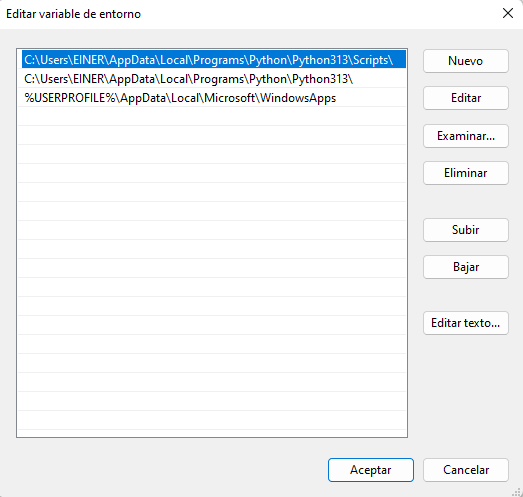 Editar variable de entorno
C:\Users\EINER\AppData\Local\Programs\Python\Python313\Scripts\
C:\Users\EINER\AppData\Local\Programs\Python\Python313\
%USERPROFILE%\AppData\Local\Microsoft\WindowsApps
Nuevo
Editar
Examinar...
Eliminar
Subir
Bajar
Editar texto...
Aceptar
Cancelar